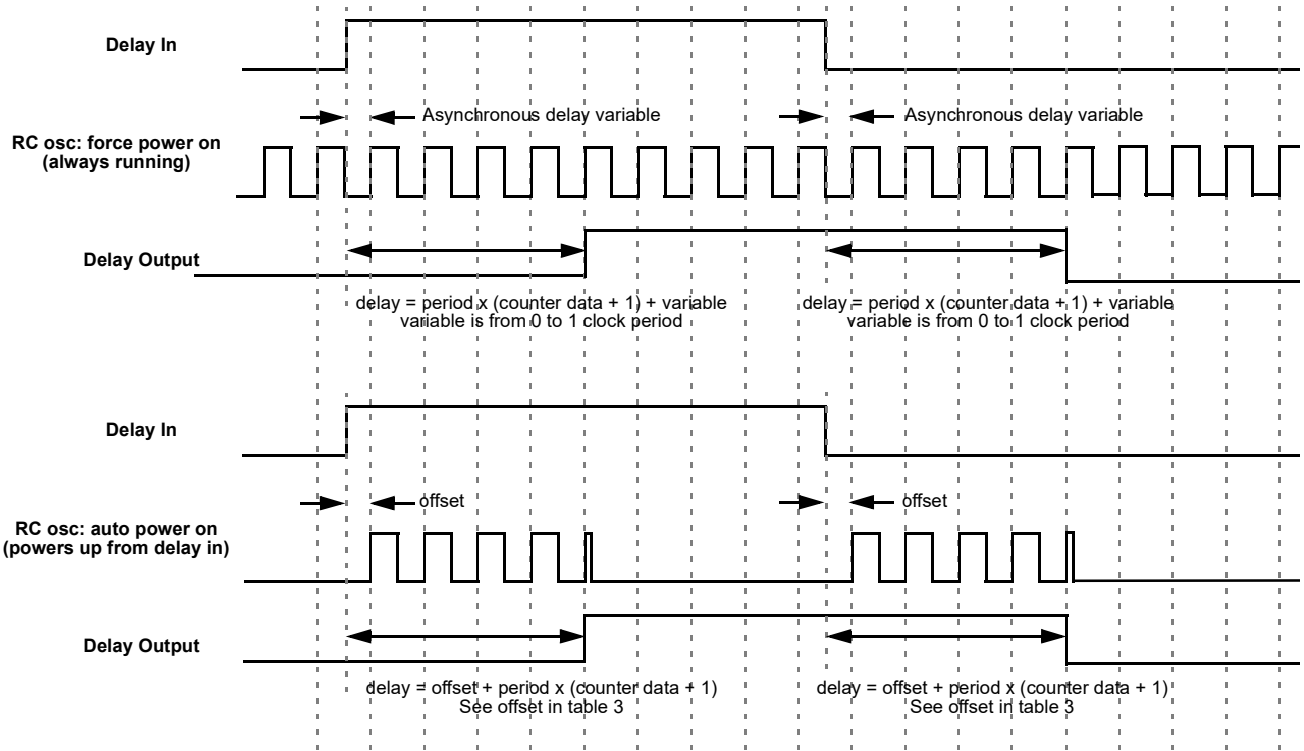 Delay In
Asynchronous delay variable
Asynchronous delay variable
RC osc: force power on
(always running)
Delay Output
delay = period x (counter data + 1) + variable
variable is from 0 to 1 clock period
delay = period x (counter data + 1) + variable
variable is from 0 to 1 clock period
Delay In
offset
offset
RC osc: auto power on
(powers up from delay in)
Delay Output
delay = offset + period x (counter data + 1)
See offset in table 3
delay = offset + period x (counter data + 1)
See offset in table 3